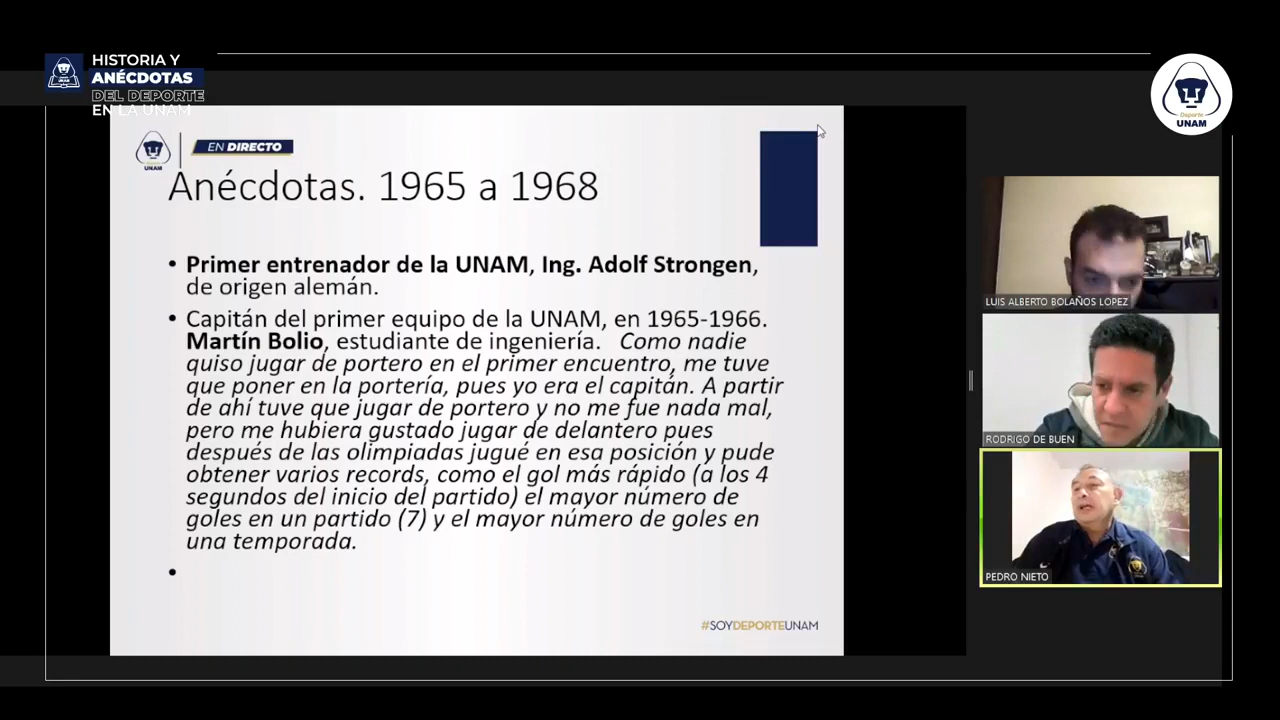 HISTORIA Y
ANÉCDOTAS
DEL DEPORTE
EN LA UNAM
Deporte
UNAM
UNAM
EN DIRECTO
Anécdotas. 1965 a 1968
• Primer entrenador de la UNAM, Ing. Adolf Strongen,
de origen alemán.
• Capitán del primer equipo de la UNAM, en 1965-1966.
Martín Bolio, estudiante de ingeniería. Como nadie
quiso jugar de portero en el primer encuentro, me tuve
que poner en la portería, pues yo era el capitán. A partir
de ahí tuve que jugar de portero y no me fue nada mal,
pero me hubiera gustado jugar de delantero pues
después de las olimpiadas jugué en esa posición y pude
obtener varios records, como el gol más rápido (a los 4
segundos del inicio del partido) el mayor número de
goles en un partido (7) y el mayor número de goles en
una temporada.
•
#SOYDEPORTEUNAM
LUIS ALBERTO BOLAÑOS LOPEZ
RODRIGO DE BUEN
PEDRO NIETO